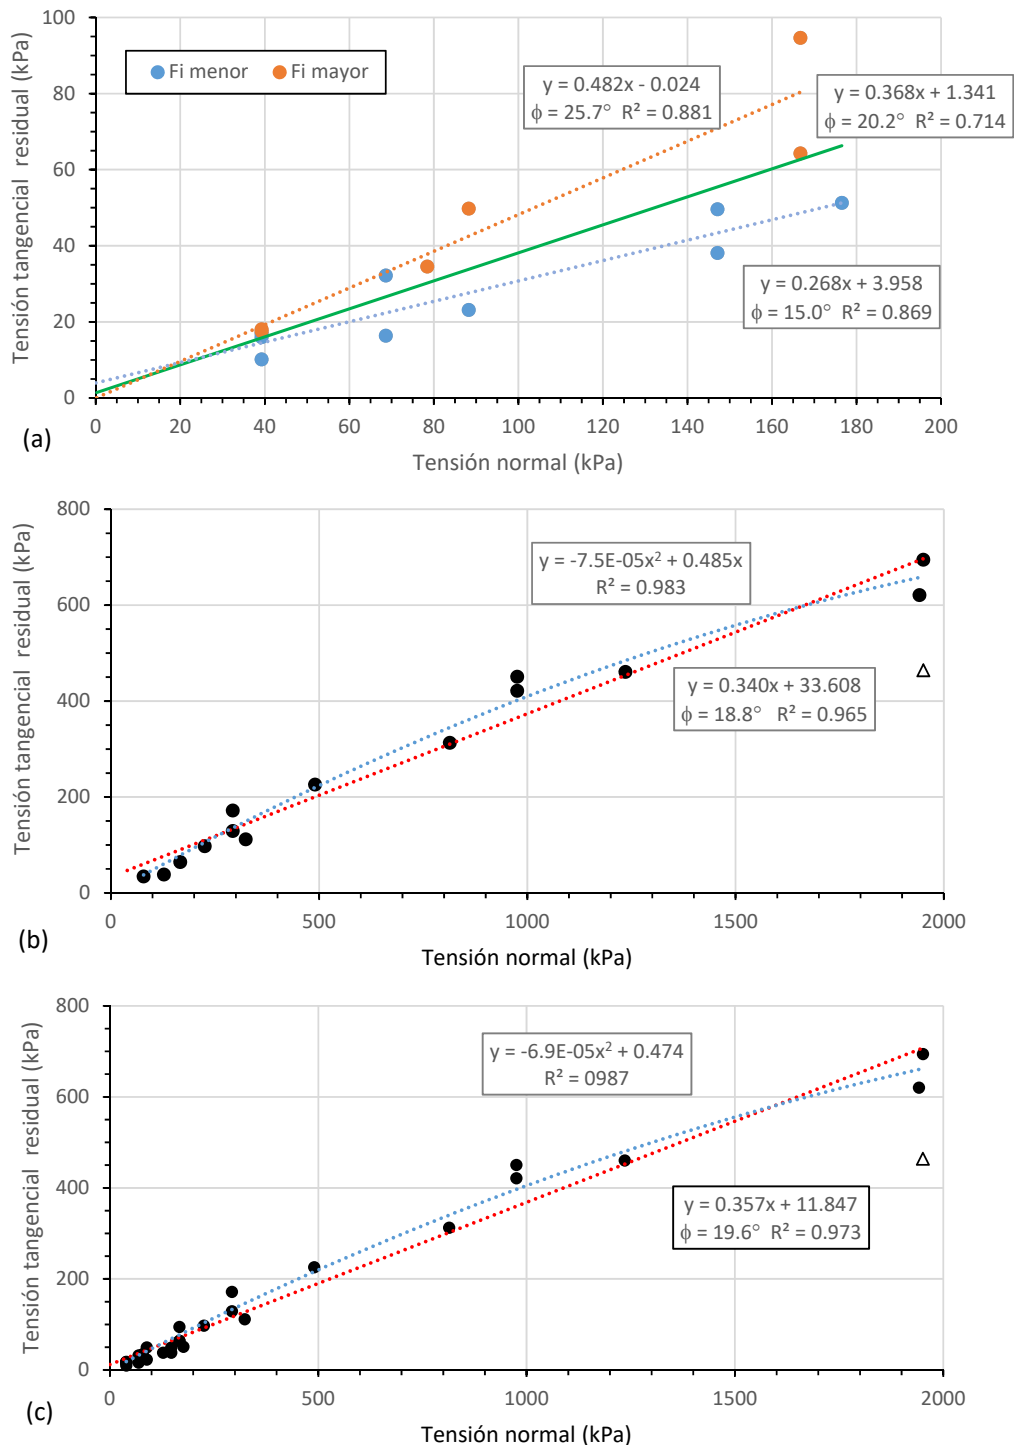 100
80
60
40
20
0
Tensión tangencial residual (kPa)
Fi menor
Fi mayor
y = 0.482x - 0.024
ϕ = 25.7° R² = 0.881
y = 0.368x + 1.341
ϕ = 20.2° R² = 0.714
y = 0.268x + 3.958
ϕ = 15.0° R² = 0.869
0 20 40 60 80 100 120 140 160 180 200
Tensión normal (kPa)
(a)
800
600
400
200
0
Tensión tangencial residual (kPa)
y = -7.5E-05x² + 0.485x
R² = 0.983
y = 0.340x + 33.608
ϕ = 18.8° R² = 0.965
0 500 1000 1500 2000
Tensión normal (kPa)
(b)
800
600
400
200
0
Tensión tangencial residual (kPa)
y = -6.9E-05x² + 0.474
R² = 0987
y = 0.357x + 11.847
ϕ = 19.6° R² = 0.973
0 500 1000 1500 2000
Tensión normal (kPa)
(c)